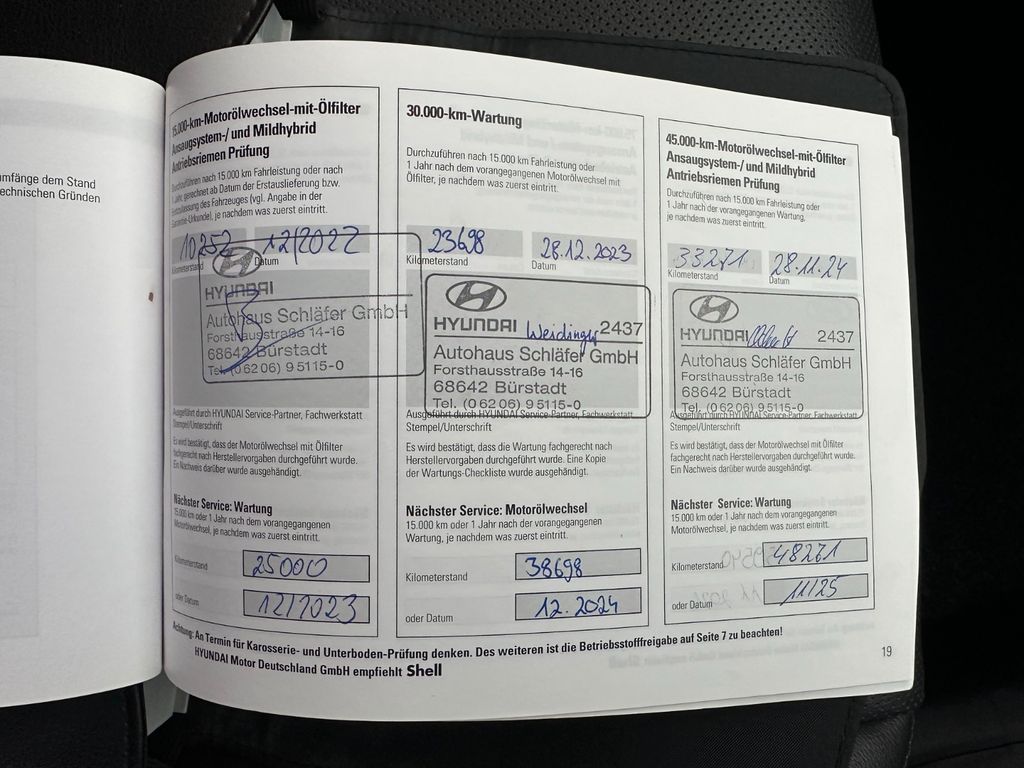 mfänge dem Stand
echnischen Gründen
15.000-km-Motorölwechsel-mit-Ölfilter
Ansaugsystem-/ und Mildhybrid
Antriebsriemen Prüfung
Durchzuführen nach 15.000 km Fahrleistung oder nach
1 Jahr, gerechnet ab Datum der Erstauslieferung bzw.
Erstzulassung des Fahrzeuges (vgl. Angabe in der
Garantie-Urkunde), je nachdem was zuerst eintritt.
10252 12/2022
Kilometerstand Datum
HYUNDAI
Autohaus Schläfer GmbH
Forsthausstraße 14-16
68642 Bürstadt
Tel. (0 62 06) 9 51 15-0
Ausgeführt durch HYUNDAI Service-Partner, Fachwerkstatt
Stempel/Unterschrift
Es wird bestätigt, dass der Motorölwechsel mit Ölfilter
fachgerecht nach Herstellervorgaben durchgeführt wurde.
Ein Nachweis darüber wurde ausgehändigt.
Nächster Service: Wartung
15.000 km oder 1 Jahr nach dem vorangegangenen
Motorölwechsel, je nachdem was zuerst eintritt.
Kilometerstand 25000
oder Datum 12/2023
30.000-km-Wartung
Durchzuführen nach 15.000 km Fahrleistung oder
1 Jahr nach dem vorangegangenen Motorölwechsel mit
Ölfilter, je nachdem was zuerst eintritt.
23698 28.12.2023
Kilometerstand Datum
HYUNDAI Weidinger 2437
Autohaus Schläfer GmbH
Forsthausstraße 14-16
68642 Bürstadt
Tel. (0 62 06) 9 51 15-0
Ausgeführt durch HYUNDAI Service-Partner, Fachwerkstatt
Stempel/Unterschrift
Es wird bestätigt, dass die Wartung fachgerecht nach
Herstellervorgaben durchgeführt wurde. Eine Kopie
der Wartungs-Checkliste wurde ausgehändigt.
Nächster Service: Motorölwechsel
15.000 km oder 1 Jahr nach der vorangegangenen
Wartung, je nachdem was zuerst eintritt.
Kilometerstand 38698
oder Datum 12.2024
45.000-km-Motorölwechsel-mit-Ölfilter
Ansaugsystem-/ und Mildhybrid
Antriebsriemen Prüfung
Durchzuführen nach 15.000 km Fahrleistung oder
1 Jahr nach der vorangegangenen Wartung,
je nachdem was zuerst eintritt.
33271 28.11.24
Kilometerstand Datum
HYUNDAI 2437
Autohaus Schläfer GmbH
Forsthausstraße 14-16
68642 Bürstadt
Tel. (0 62 06) 9 51 15-0
Ausgeführt durch HYUNDAI Service-Partner, Fachwerkstatt
Stempel/Unterschrift
Es wird bestätigt, dass der Motorölwechsel mit Ölfilter
fachgerecht nach Herstellervorgaben durchgeführt wurde.
Ein Nachweis darüber wurde ausgehändigt.
Nächster Service: Wartung
15.000 km oder 1 Jahr nach dem vorangegangenen
Motorölwechsel, je nachdem was zuerst eintritt.
Kilometerstand 48271
oder Datum 11/25
Achtung: An Termin für Karosserie- und Unterboden-Prüfung denken. Des weiteren ist die Betriebsstofffreigabe auf Seite 7 zu beachten!
HYUNDAI Motor Deutschland GmbH empfiehlt Shell
19